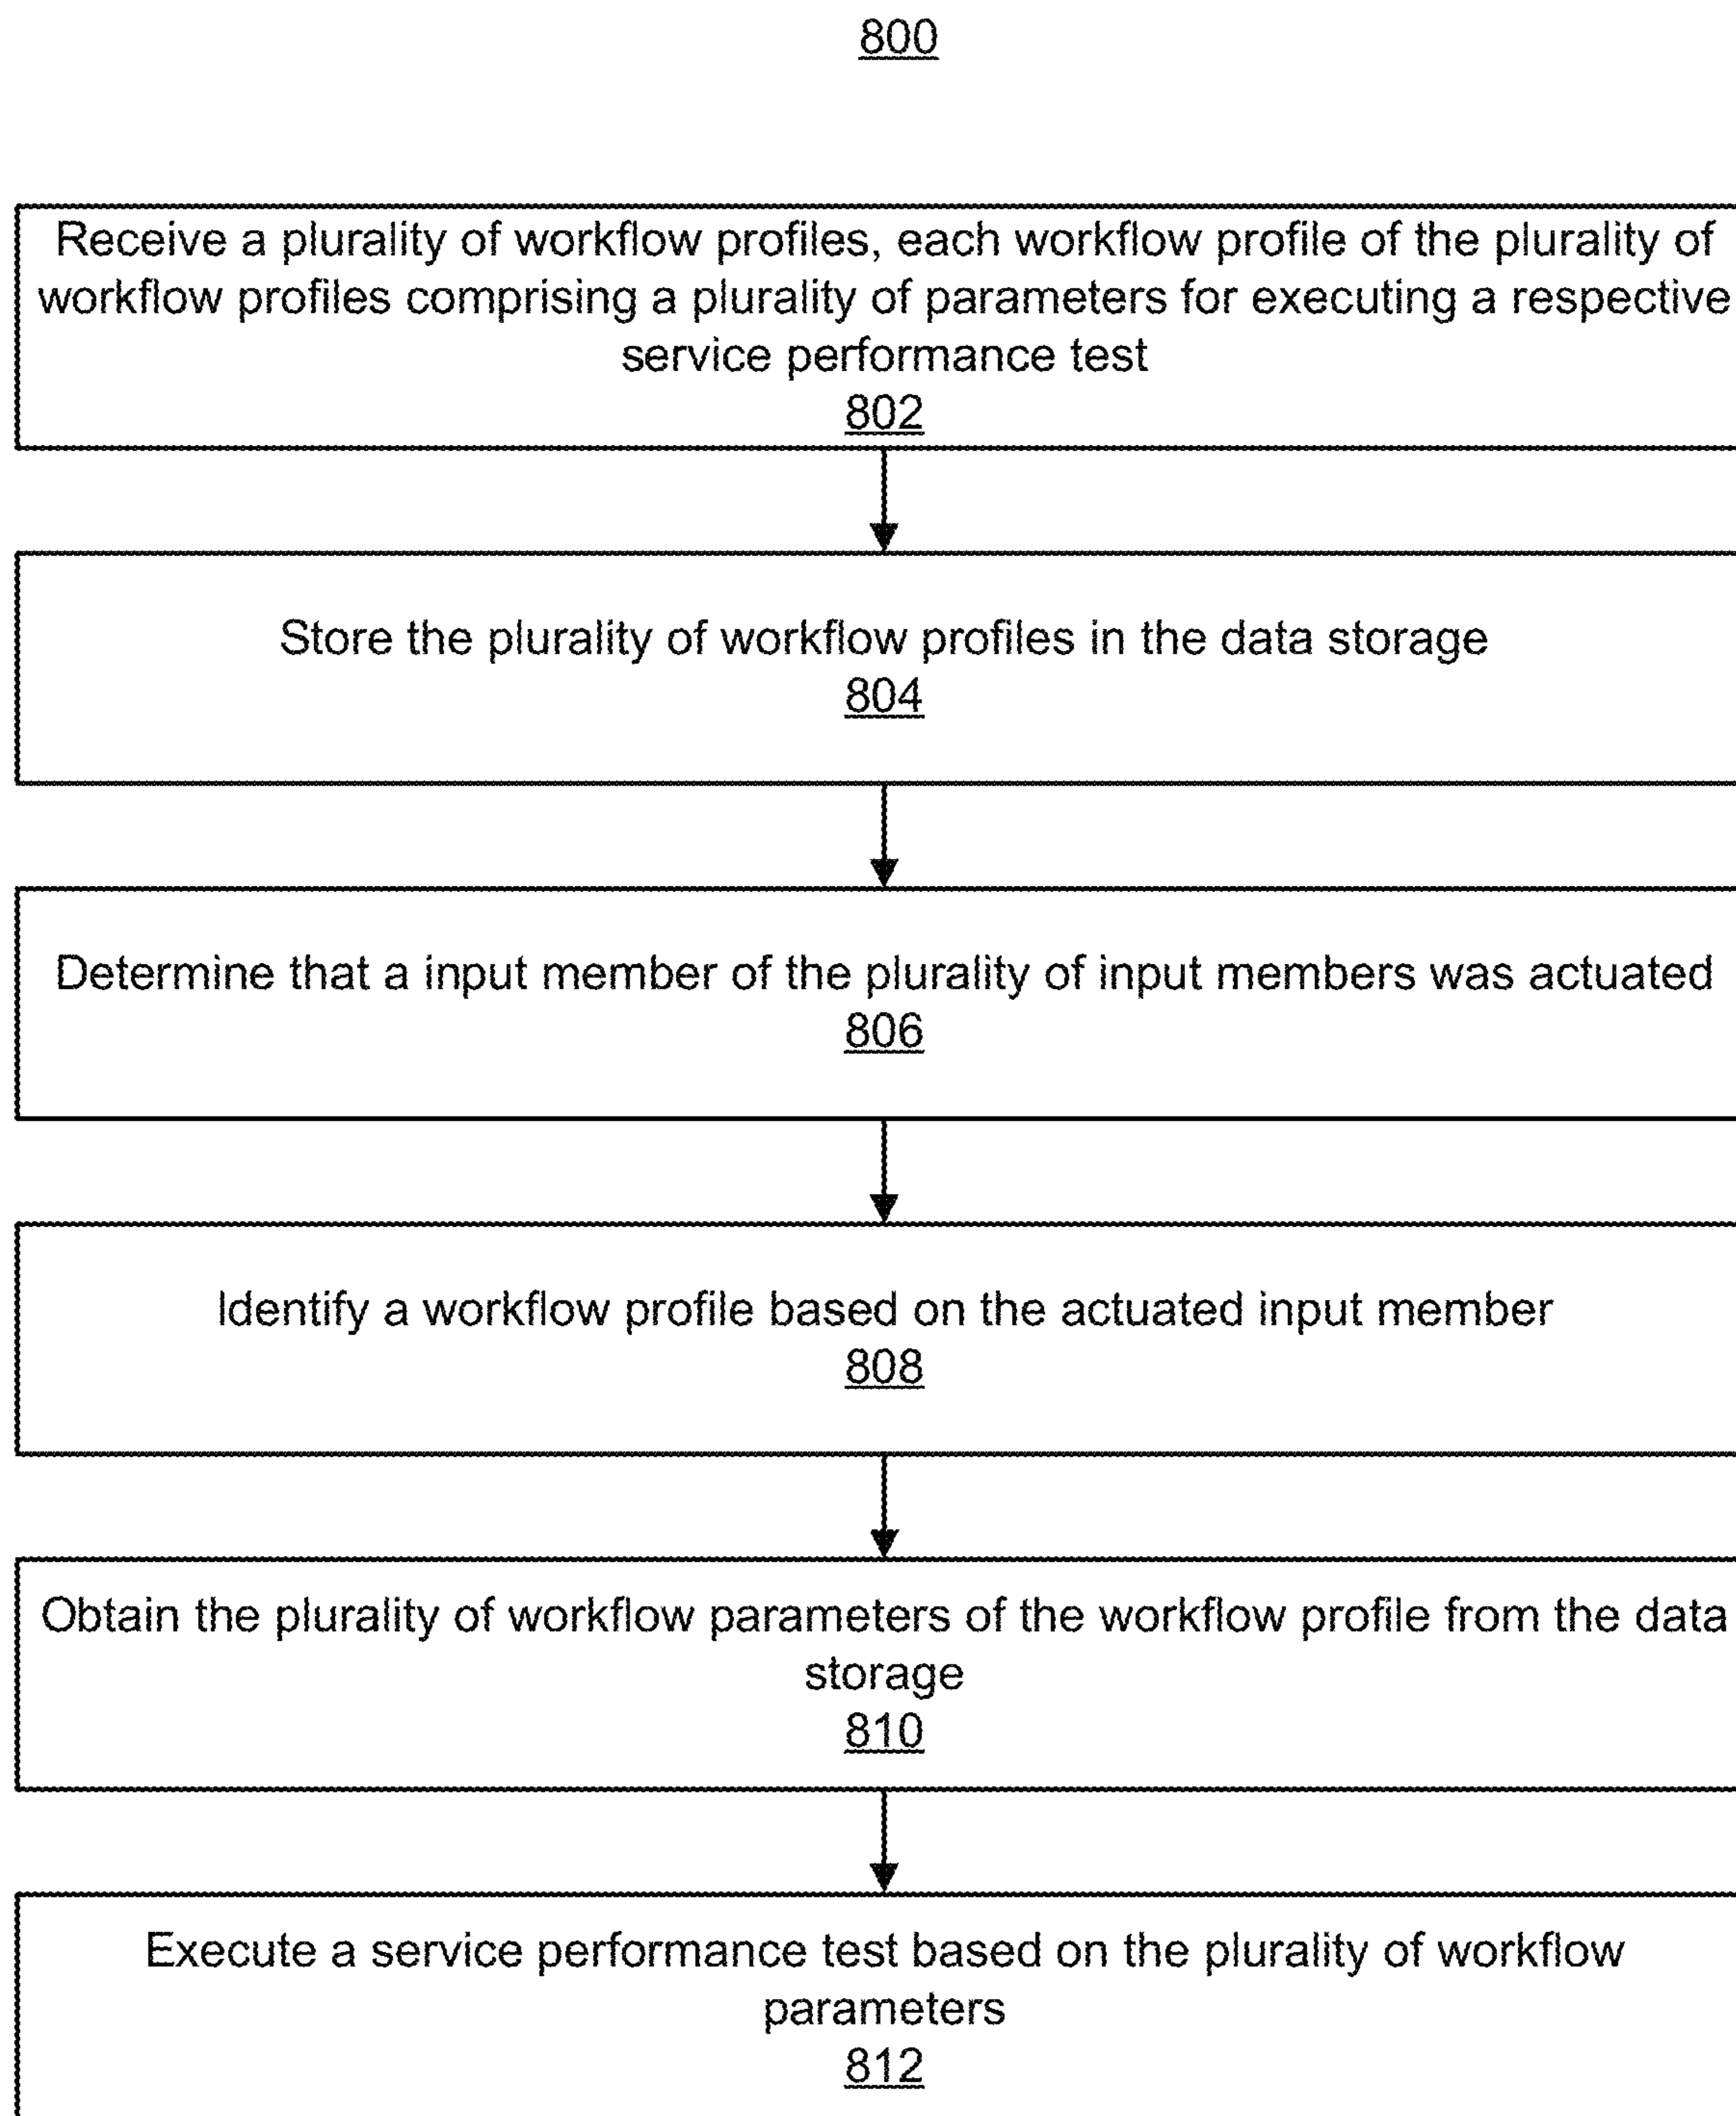 800
Receive a plurality of workflow profiles, each workflow profile of the plurality of
workflow profiles comprising a plurality of parameters for executing a respective
service performance test
802
Store the plurality of workflow profiles in the data storage
804
Determine that a input member of the plurality of input members was actuated
806
Identify a workflow profile based on the actuated input member
808
Obtain the plurality of workflow parameters of the workflow profile from the data
storage
810
Execute a service performance test based on the plurality of workflow
parameters
812